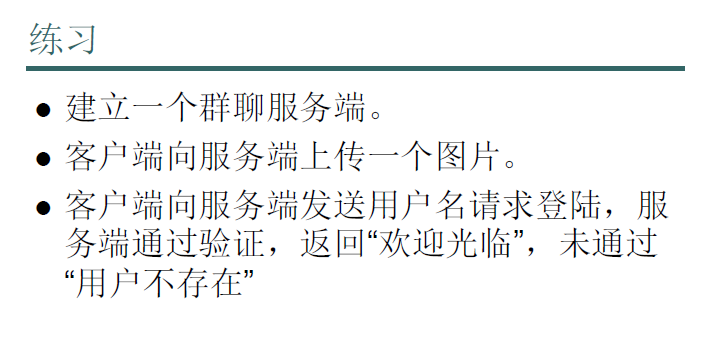 练习
● 建立一个群聊服务端。
● 客户端向服务端上传一个图片。
● 客户端向服务端发送用户名请求登陆，服
务端通过验证，返回“欢迎光临”，未通过
“用户不存在”